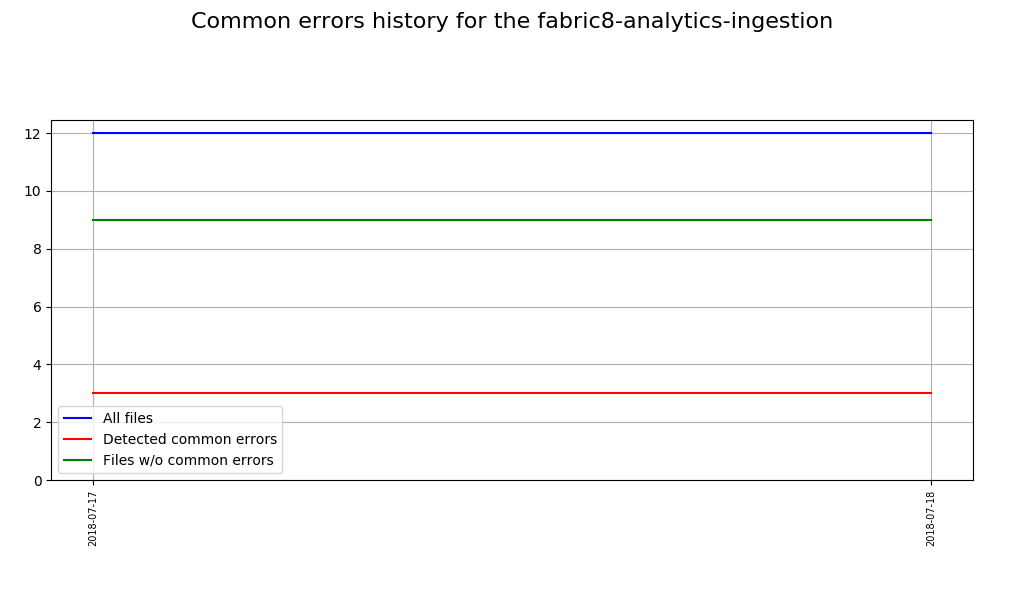 Common errors history for the fabric8-analytics-ingestion
12
10
8
6
4
2
0
All files
Detected common errors
Files w/o common errors
2018-07-17
2018-07-18